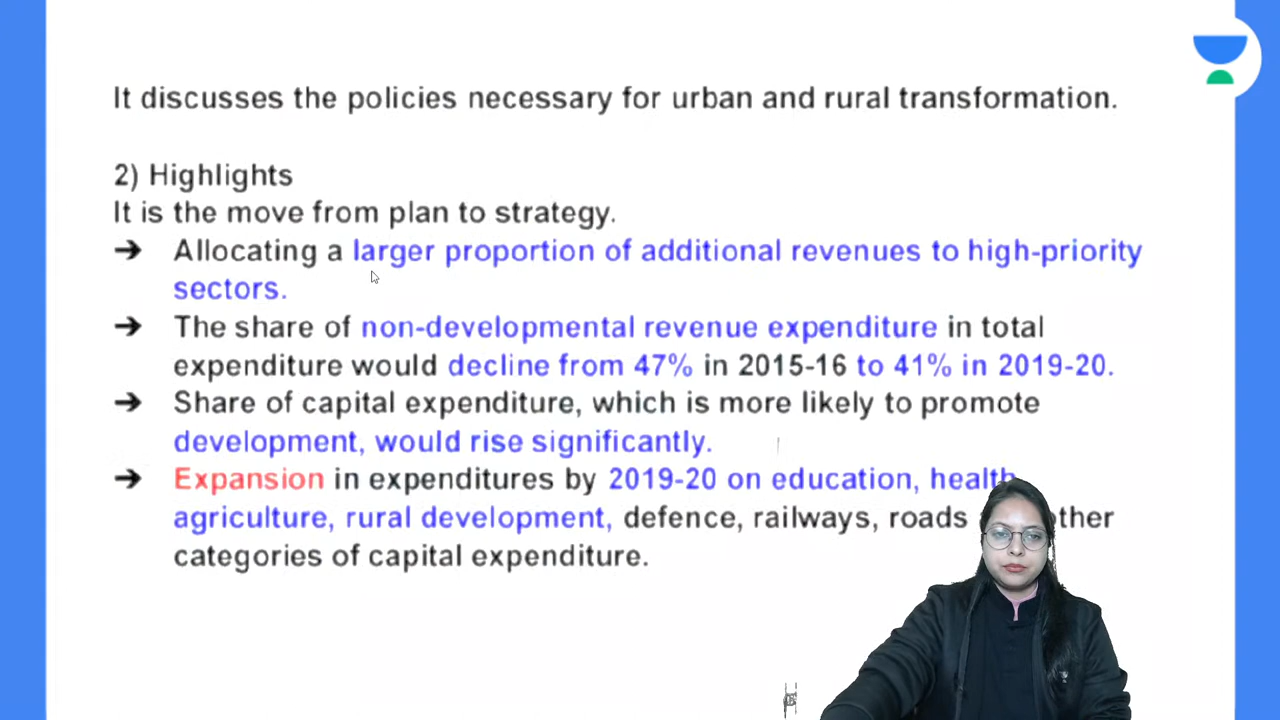 It discusses the policies necessary for urban and rural transformation.
2) Highlights
It is the move from plan to strategy.
➔ Allocating a larger proportion of additional revenues to high-priority
sectors.
➔ The share of non-developmental revenue expenditure in total
expenditure would decline from 47% in 2015-16 to 41% in 2019-20.
➔ Share of capital expenditure, which is more likely to promote
development, would rise significantly.
➔ Expansion in expenditures by 2019-20 on education, health
agriculture, rural development, defence, railways, roads
categories of capital expenditure.